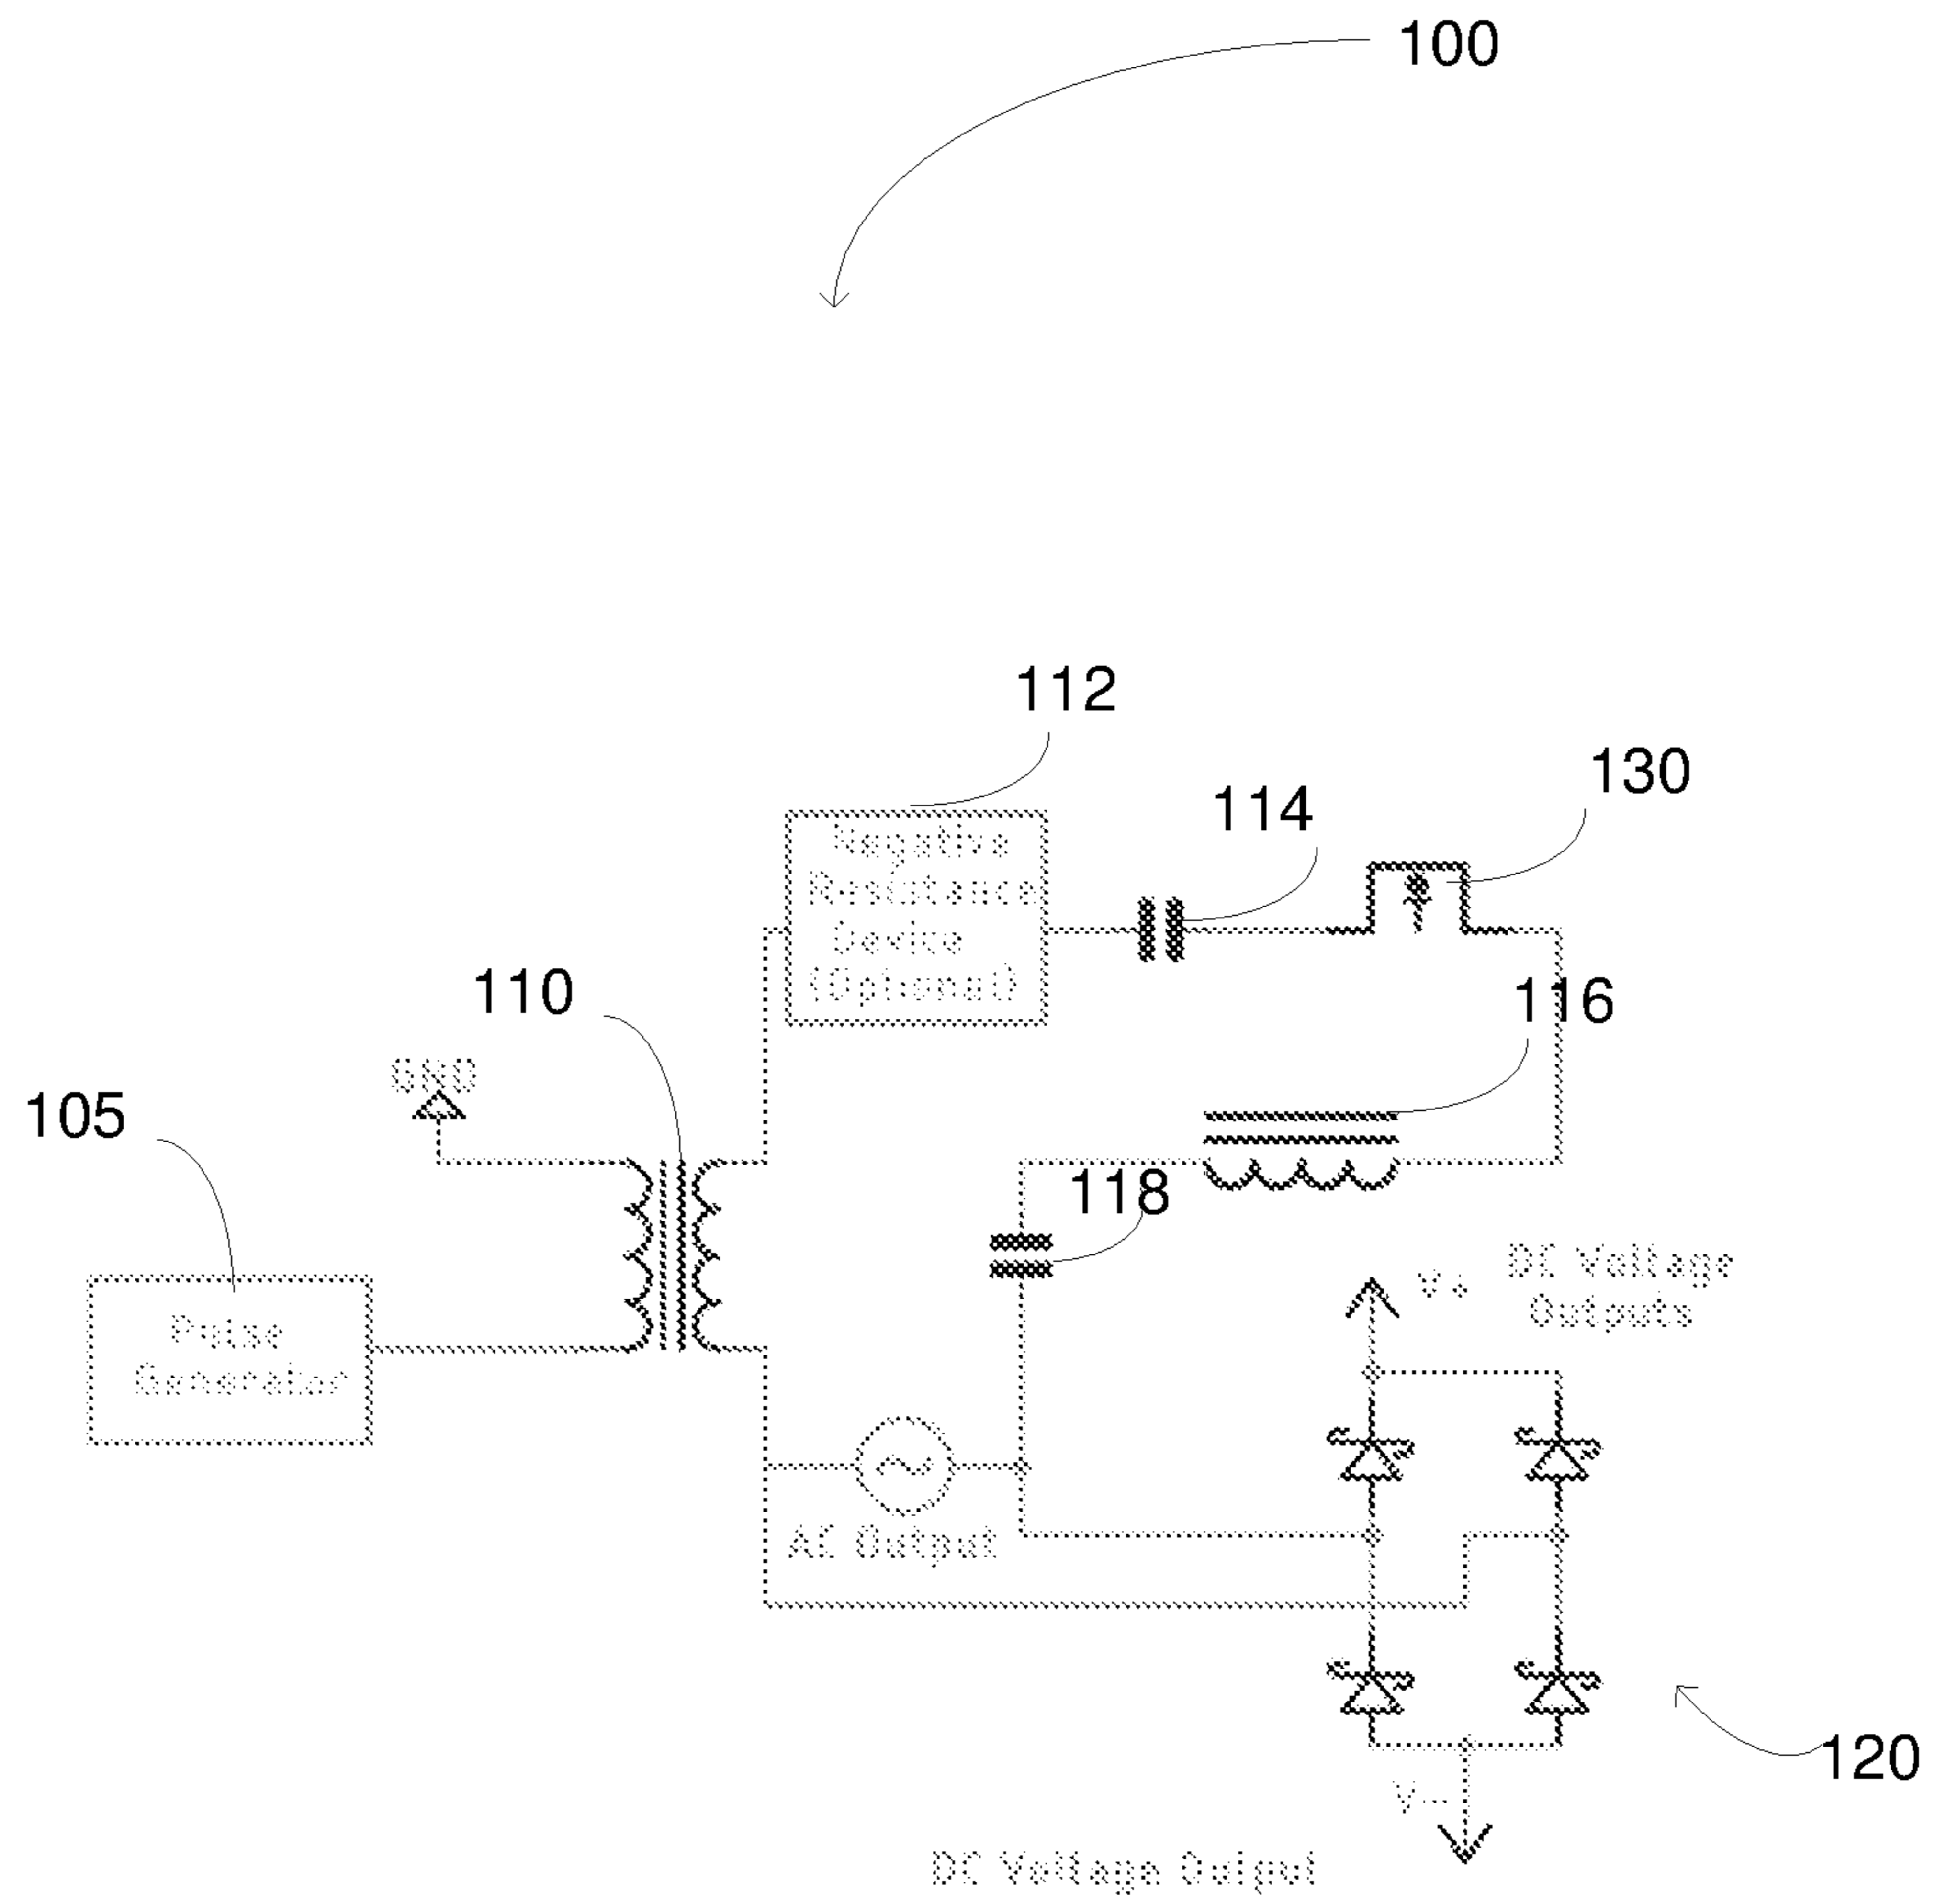 100
112
130
114
Negative
Resistance
Device
(Optional)
110
116
GND
105
118
DC Voltage
Outputs
V+
Pulse
Generator
AC Output
120
V-
DC Voltage Output